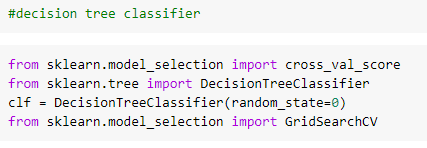 #decision tree classifier
from sklearn.model_selection import cross_val_score
from sklearn.tree import DecisionTreeClassifier
clf = DecisionTreeClassifier(random_state=0)
from sklearn.model_selection import GridSearchCV